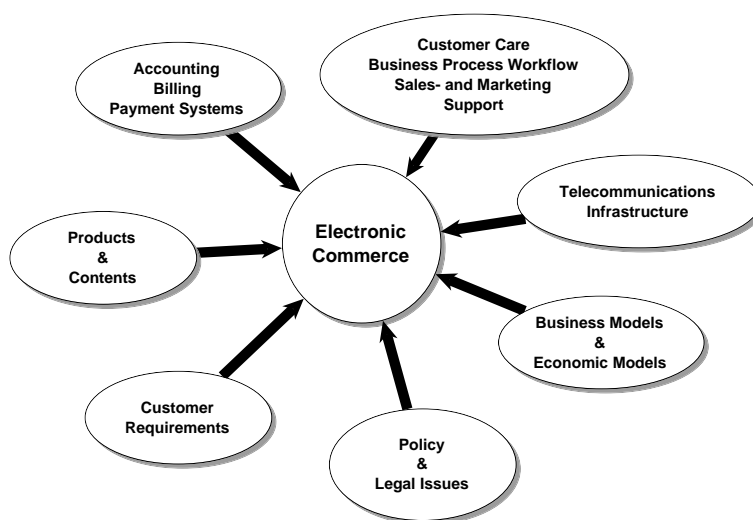 Accounting
Billing
Payment Systems
Customer Care
Business Process Workflow
Sales- and Marketing
Support
Telecommunications
Infrastructure
Electronic
Commerce
Products
&
Contents
Business Models
&
Economic Models
Customer
Requirements
Policy
&
Legal Issues